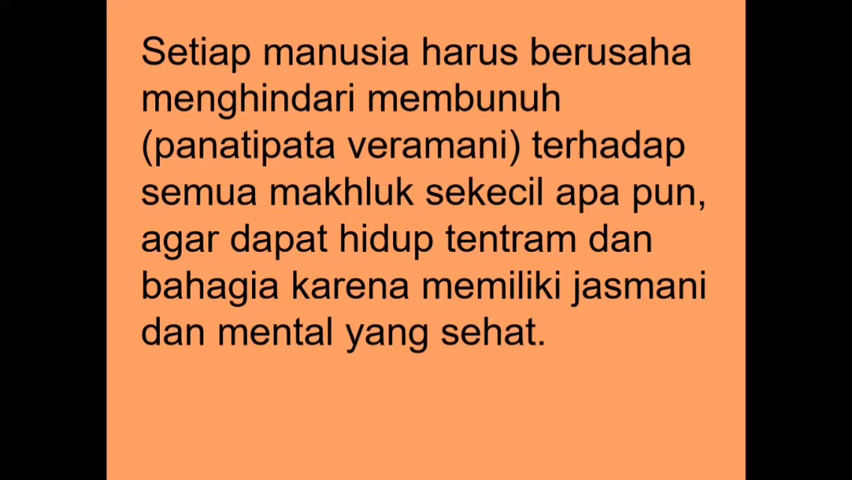 Setiap manusia harus berusaha
menghindari membunuh
(panatipata veramani) terhadap
semua makhluk sekecil apa pun,
agar dapat hidup tentram dan
bahagia karena memiliki jasmani
dan mental yang sehat.